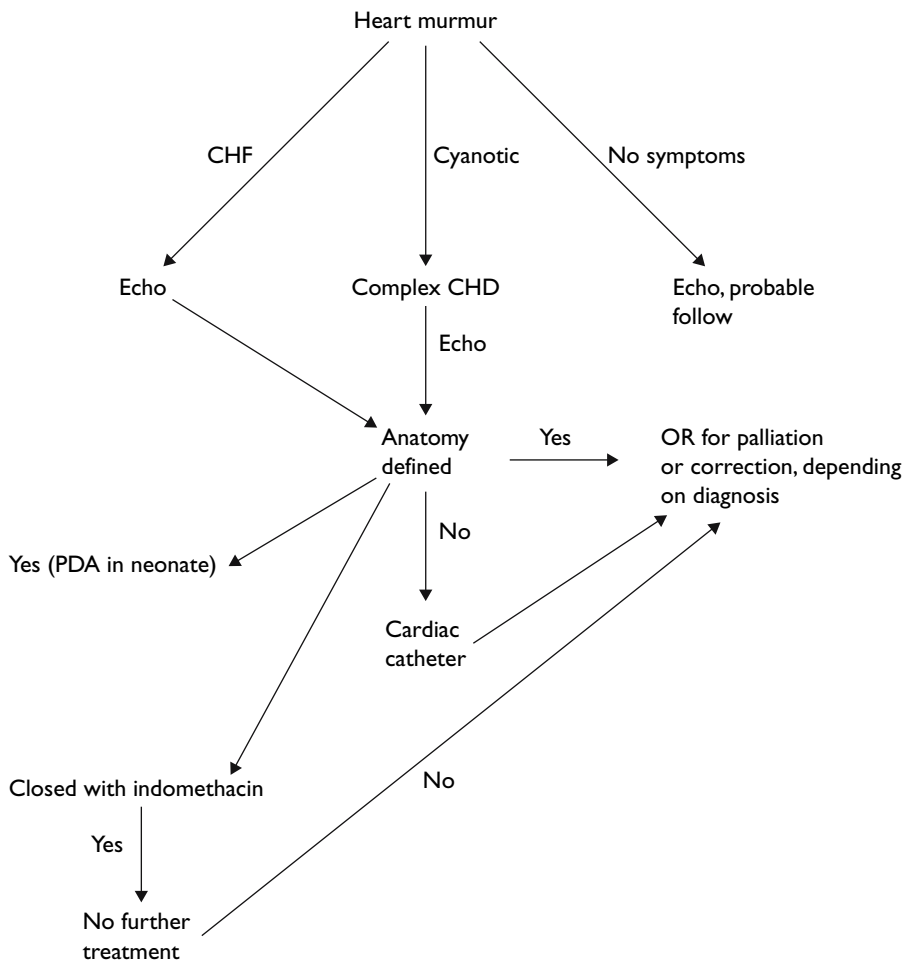 Heart murmur
CHF
Cyanotic
No symptoms
Echo
Complex CHD
Echo, probable
follow
Echo
Anatomy
defined
Yes
OR for palliation
or correction, depending
on diagnosis
No
Yes (PDA in neonate)
Cardiac
catheter
Closed with indomethacin
No
Yes
No further
treatment